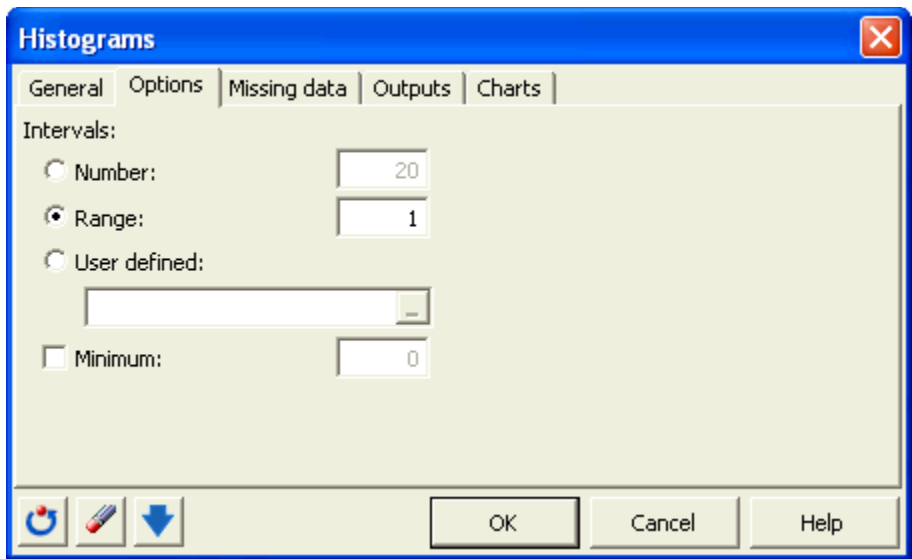 Histograms
General Options Missing data Outputs Charts
Intervals:
Number: 20
Range: 1
User defined:
_
Minimum: 0
OK Cancel Help